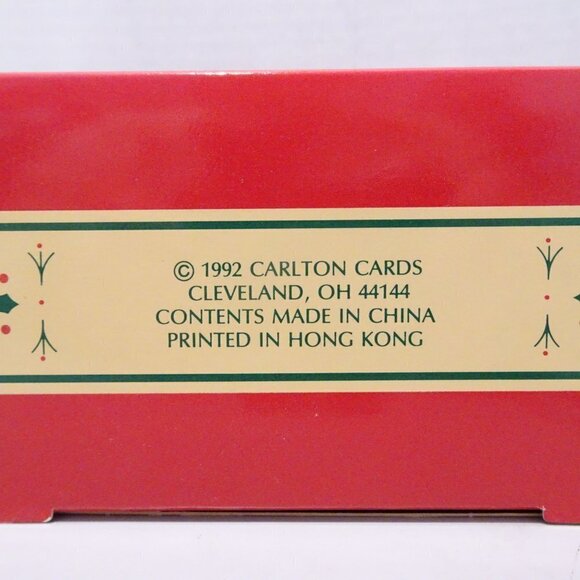 © 1992 CARLTON CARDS
CLEVELAND, OH 44144
CONTENTS MADE IN CHINA
PRINTED IN HONG KONG